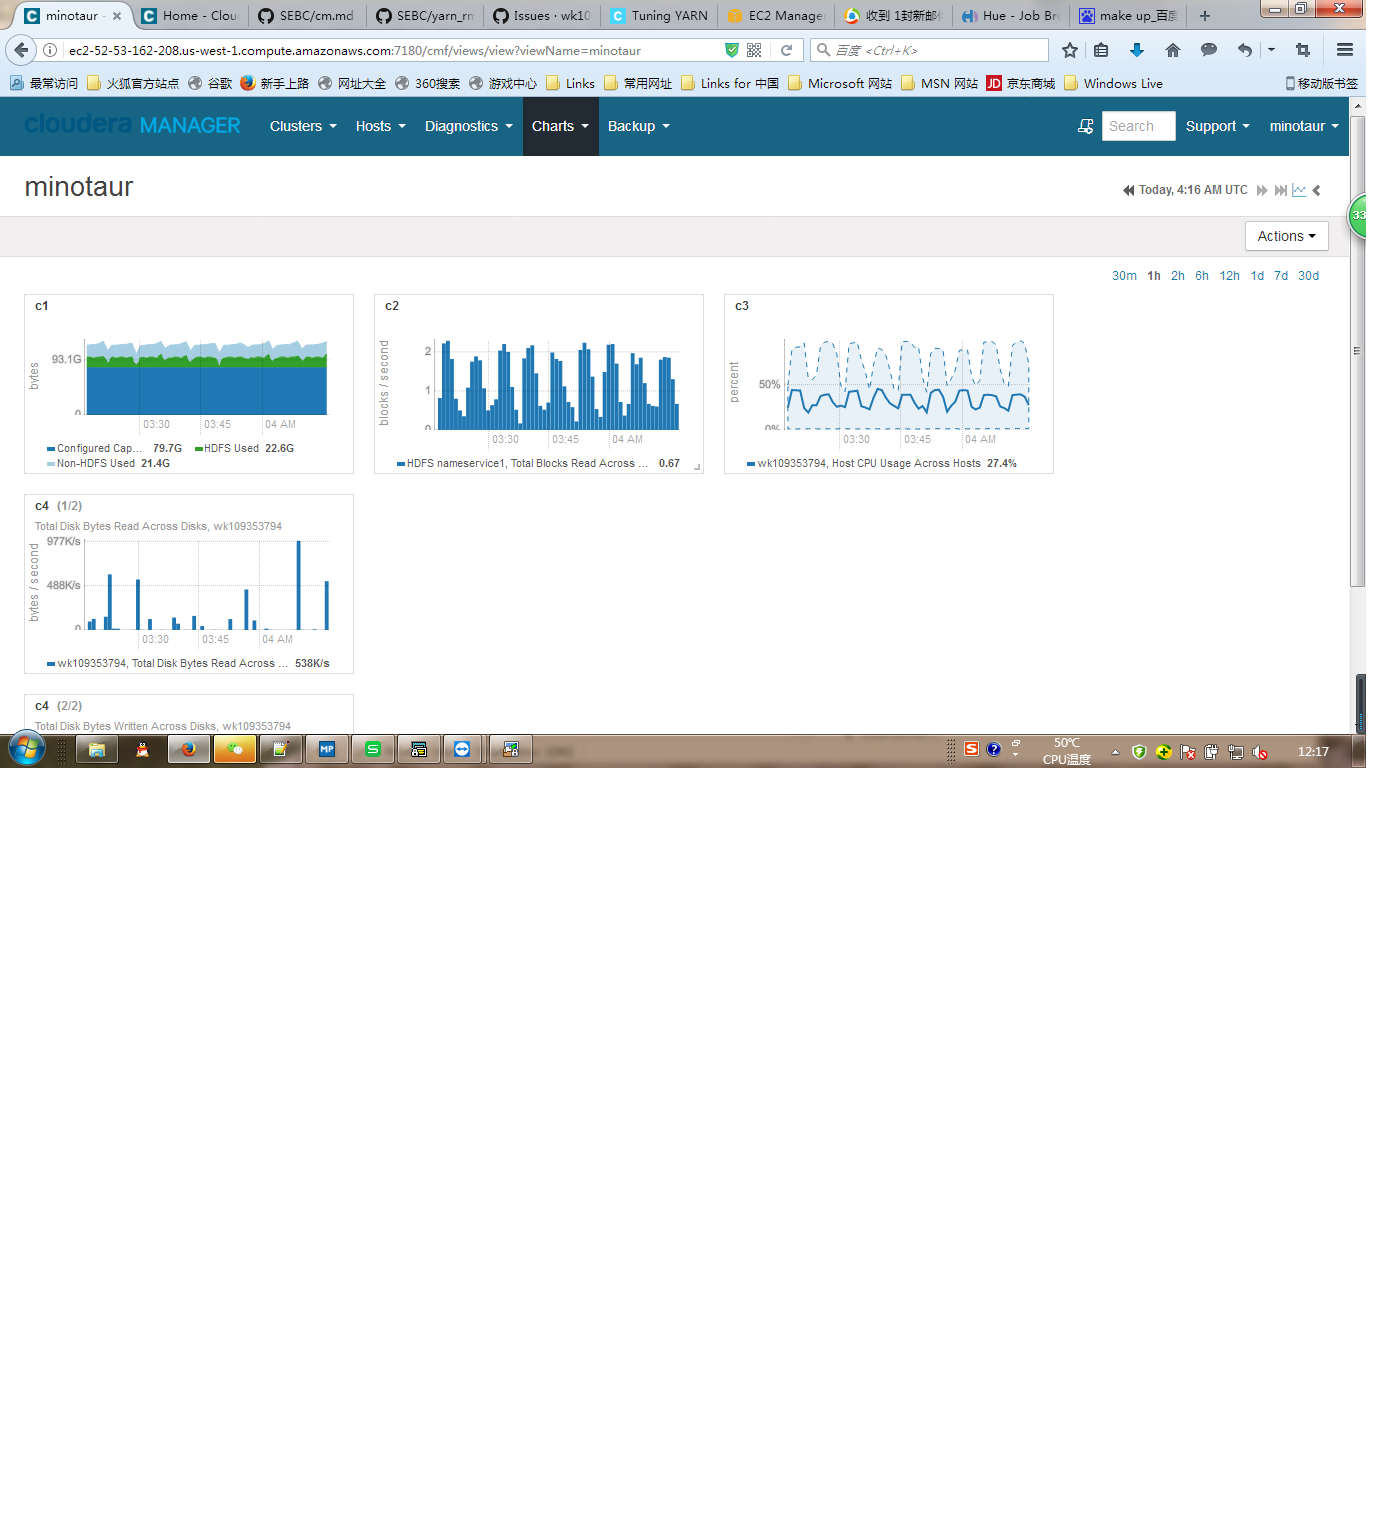 minotaur - Home - Clou SEBC/cm.md SEBC/yarn_rn Issues · wk10 Tuning YARN EC2 Manage 收到 1封新邮件 Hue - Job Bro make up_百度
ec2-52-53-162-208.us-west-1.compute.amazonaws.com:7180/cmf/views/view?viewName=minotaur 百度 <Ctrl+K>
最常访问 火狐官方站点 谷歌 新手上路 网址大全 360搜索 游戏中心 Links 常用网址 Links for 中国 Microsoft 网站 MSN 网站 JD 京东商城 Windows Live 移动版书签
cloudera MANAGER Clusters Hosts Diagnostics Charts Backup Search Support minotaur
minotaur Today, 4:16 AM UTC
33
Actions
30m 1h 2h 6h 12h 1d 7d 30d
c1
bytes
93.1G
0
03:30 03:45 04 AM
Configured Cap... 79.7G HDFS Used 22.6G
Non-HDFS Used 21.4G
c2
blocks / second
2
1
0
03:30 03:45 04 AM
HDFS nameservice1, Total Blocks Read Across ... 0.67
c3
percent
50%
0%
03:30 03:45 04 AM
wk109353794, Host CPU Usage Across Hosts 27.4%
c4 (1/2)
Total Disk Bytes Read Across Disks, wk109353794
bytes / second
977K/s
488K/s
0
03:30 03:45 04 AM
wk109353794, Total Disk Bytes Read Across ... 538K/s
c4 (2/2)
Total Disk Bytes Written Across Disks, wk109353794
MP S S ? 50℃
CPU温度
12:17